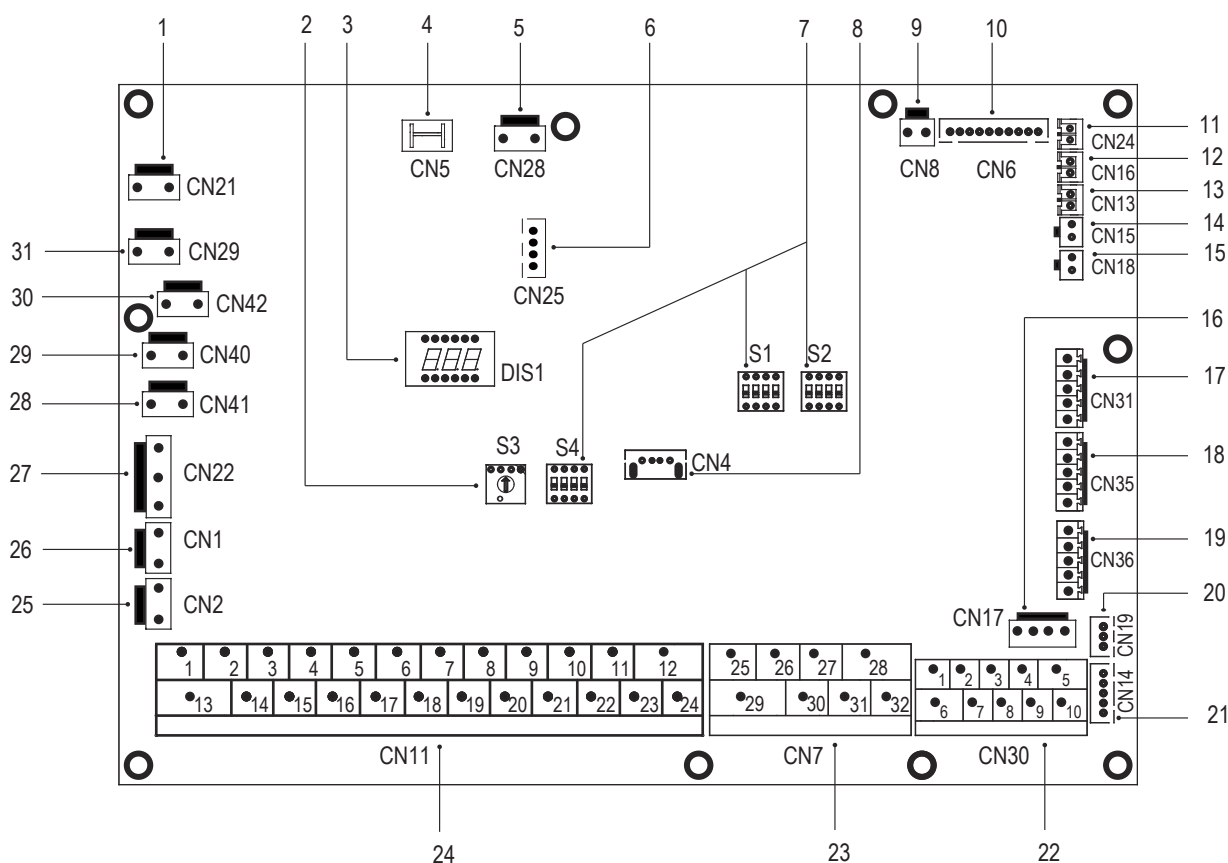 1 2 3 4 5 6 7 8 9 10
CN5 CN28 CN8 CN6 CN24 11
CN21 CN16 12
CN13 13
CN15 14
31 CN29 CN18 15
30 CN42 CN25
16
29 CN40 DIS1 S1 S2
28 CN41 CN31 17
27 CN22 S3 S4 CN4 CN35 18
26 CN1 CN36 19
25 CN2 CN17 CN19 20
1 2 3 4 5 6 7 8 9 10 11 12 25 26 27 28 1 2 3 4 5
13 14 15 16 17 18 19 20 21 22 23 24 29 30 31 32 6 7 8 9 10 CN14 21
CN11 CN7 CN30
24 23 22